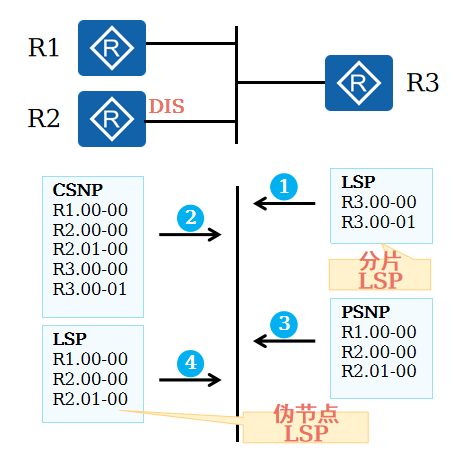 R1
R
R2
R
DIS
R
R3
CSNP
R1.00-00
R2.00-00
R2.01-00
R3.00-00
R3.00-01
2
1
LSP
R3.00-00
R3.00-01
分片
LSP
3
PSNP
R1.00-00
R2.00-00
R2.01-00
LSP
R1.00-00
R2.00-00
R2.01-00
4
伪节点
LSP